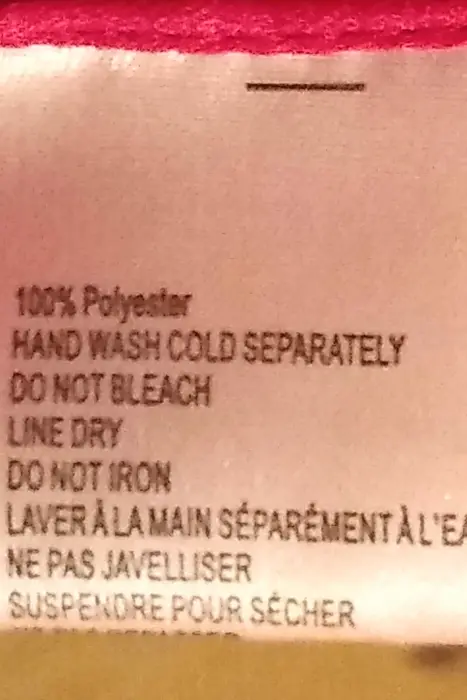 100% Polyester
HAND WASH COLD SEPARATELY
DO NOT BLEACH
LINE DRY
DO NOT IRON
LAVER À LA MAIN SÉPARÉMENT À L'EA
NE PAS JAVELLISER
SUSPENDRE POUR SÉCHER